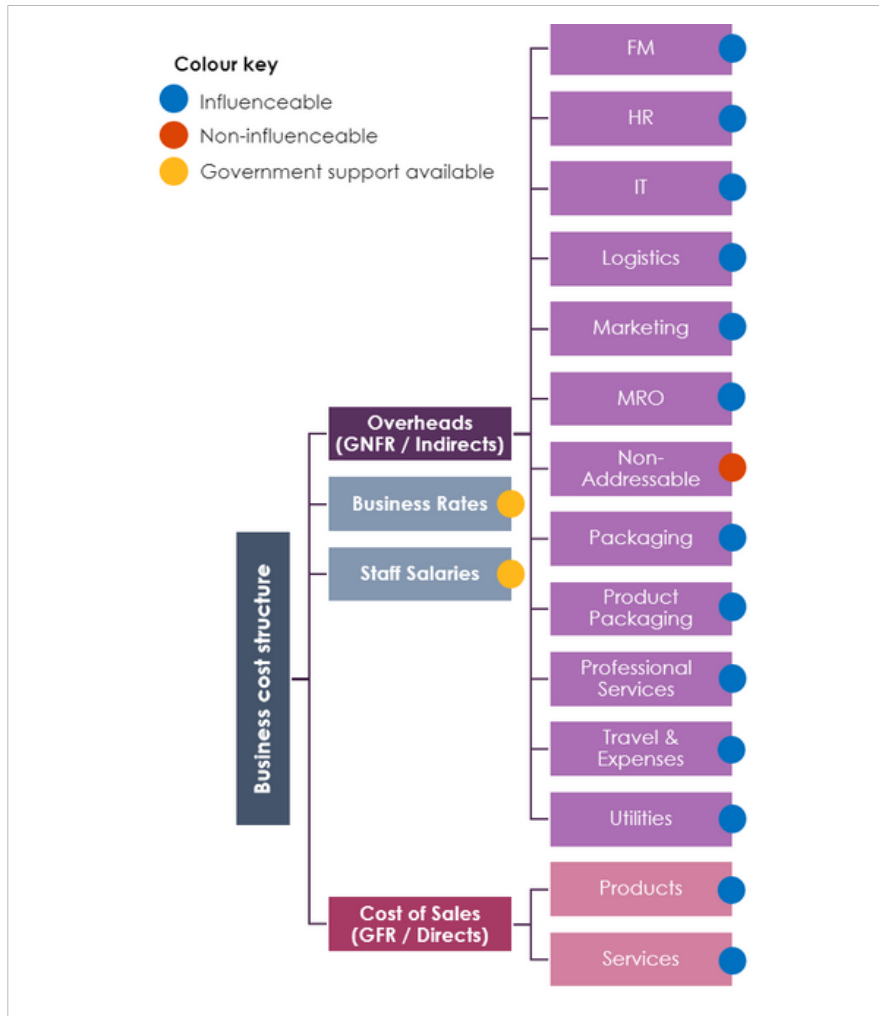 Colour key
Influenceable
Non-influenceable
Government support available
Business cost structure
Overheads
(GNFR / Indirects)
Business Rates
Staff Salaries
Cost of Sales
(GFR / Directs)
FM
HR
IT
Logistics
Marketing
MRO
Non-
Addressable
Packaging
Product
Packaging
Professional
Services
Travel &
Expenses
Utilities
Products
Services